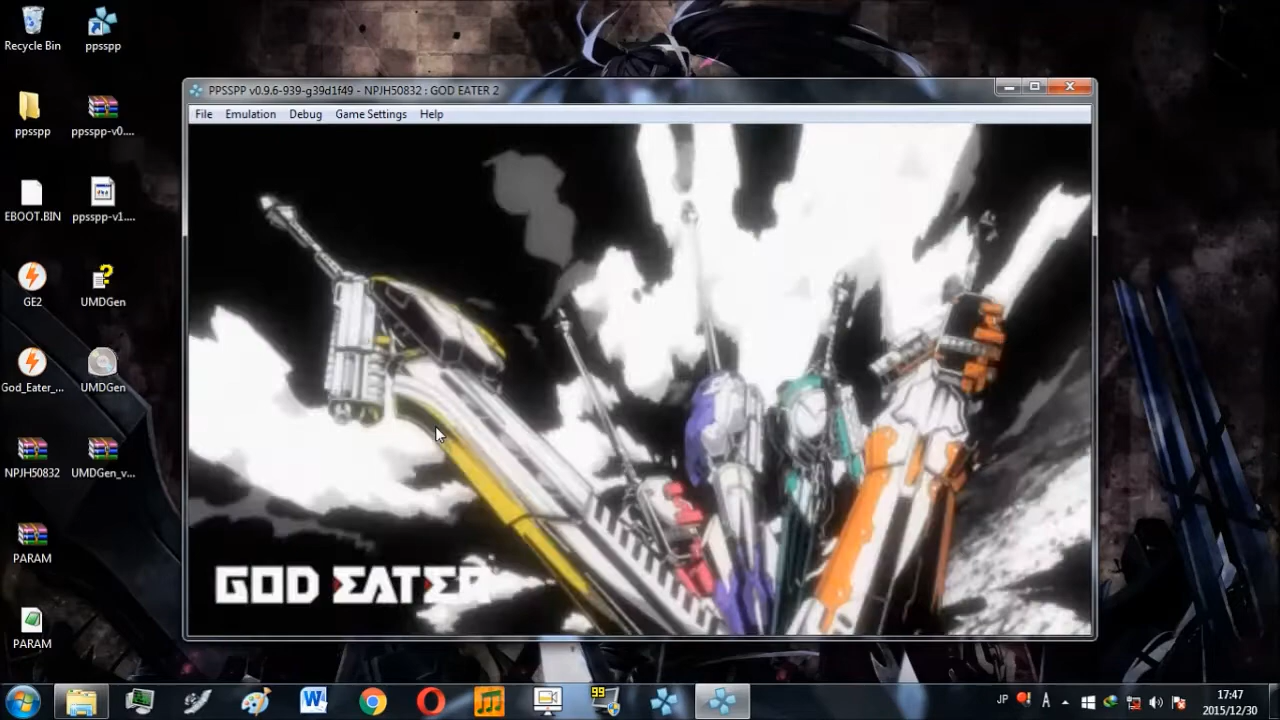 Recycle Bin
ppsspp
ppsspp
ppsspp-v0....
EBOOT.BIN
ppsspp-v1....
GE2
UMDGen
God_Eater_...
UMDGen
NPJH50832
UMDGen_v...
PARAM
PARAM
PPSSPP v0.9.6-939-g3901f49 - NPJH50832 : GOD EATER 2
File Emulation Debug Game Settings Help
GOD EATER
99
JP
A
17:47
2015/12/30